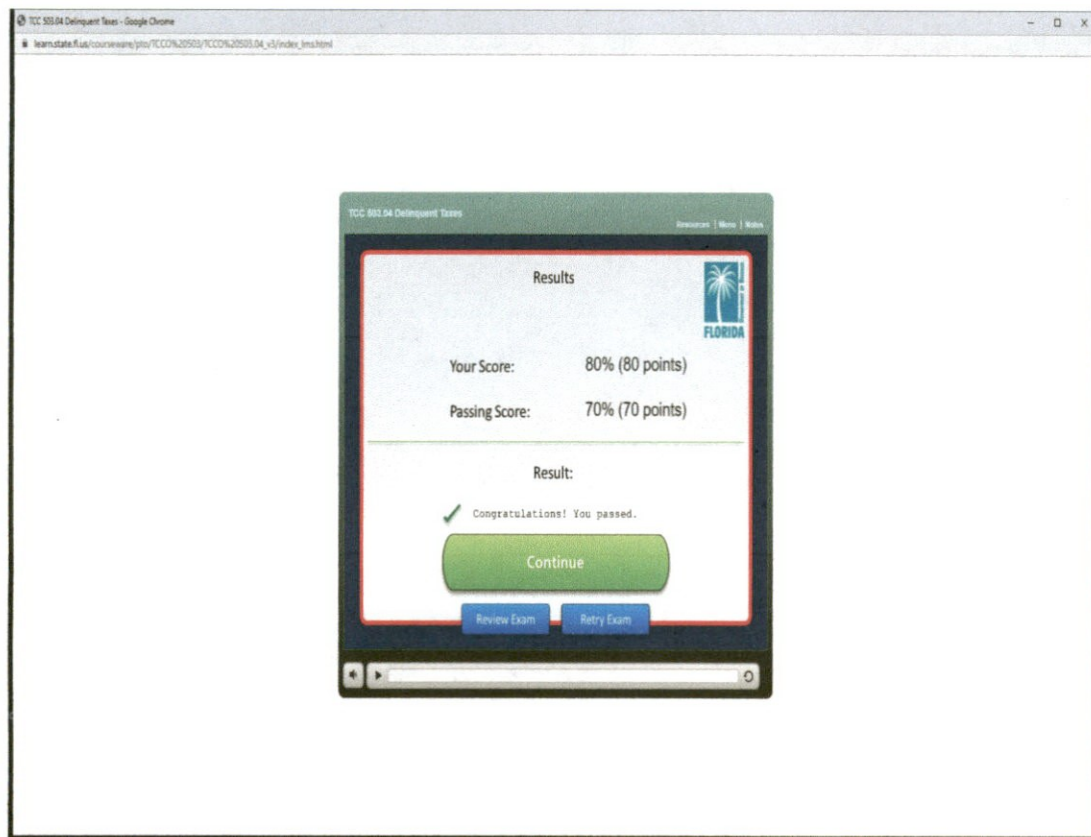 TCC 503.04 Delinquent Taxes - Google Chrome
learn.state.fl.us/courseware/pto/TCCO%20503/TCCO%20503.04_v3/index_lms.html
TCC 503.04 Delinquent Taxes
Resources | Menu | Notes
Results
FLORIDA
Your Score: 80% (80 points)
Passing Score: 70% (70 points)
Result:
Congratulations! You passed.
Continue
Review Exam Retry Exam